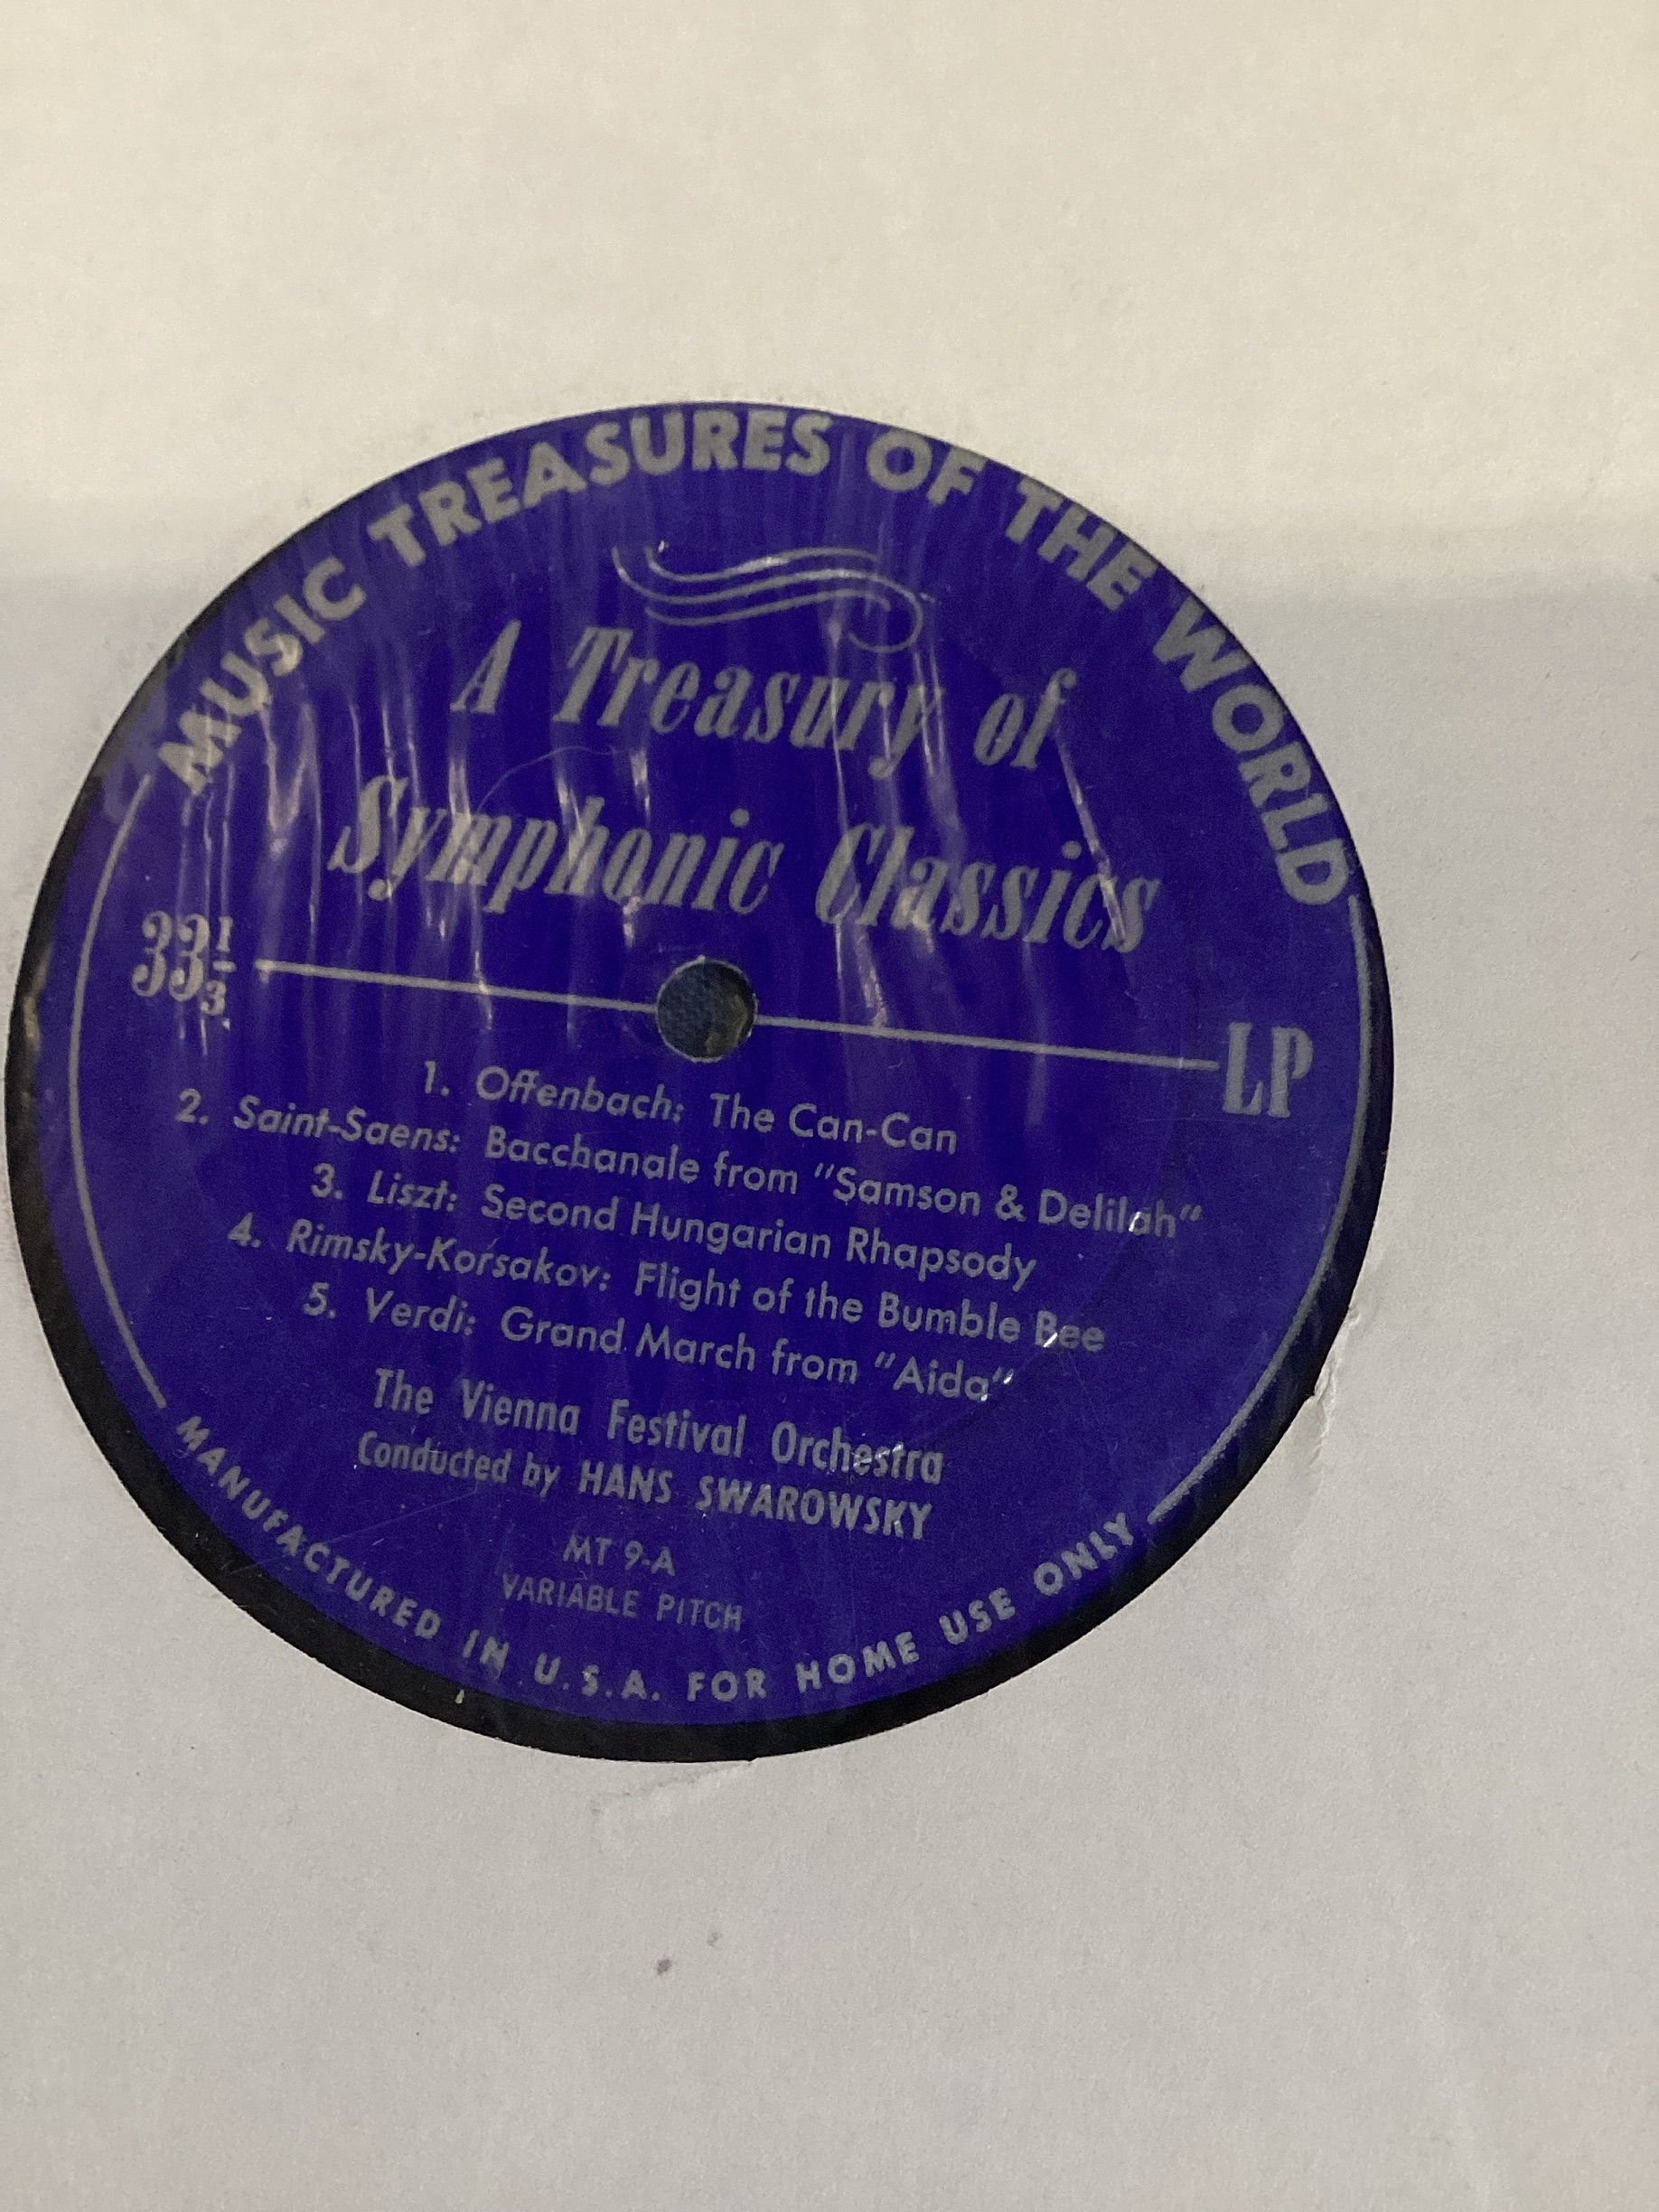 MUSIC TREASURES OF THE WORLD
A Treasury of
Symphonic Classics
33 1/3
LP
1. Offenbach: The Can-Can
2. Saint-Saens: Bacchanale from "Samson & Delilah"
3. Liszt: Second Hungarian Rhapsody
4. Rimsky-Korsakov: Flight of the Bumble Bee
5. Verdi: Grand March from "Aida"
The Vienna Festival Orchestra
Conducted by HANS SWAROWSKY
MT 9-A
VARIABLE PITCH
MANUFACTURED IN U.S.A. FOR HOME USE ONLY